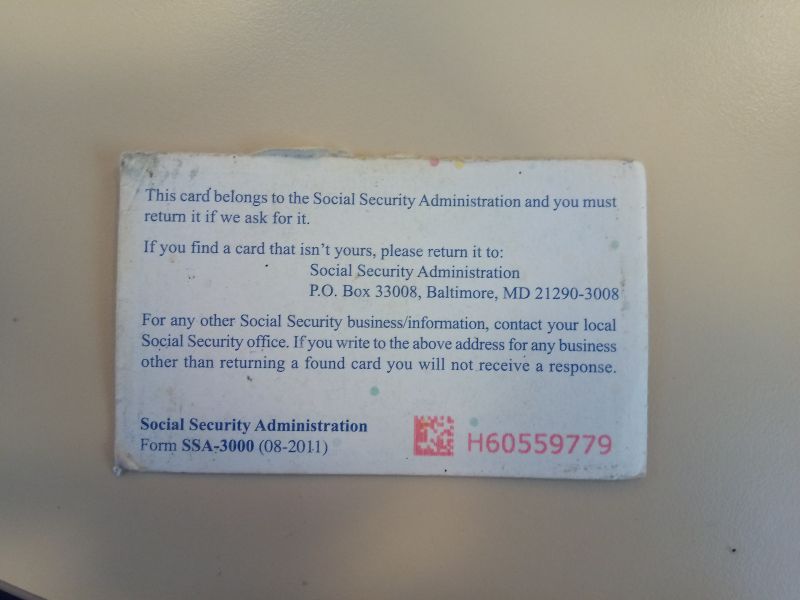 This card belongs to the Social Security Administration and you must
return it if we ask for it.
If you find a card that isn't yours, please return it to:
Social Security Administration
P.O. Box 33008, Baltimore, MD 21290-3008
For any other Social Security business/information, contact your local
Social Security office. If you write to the above address for any business
other than returning a found card you will not receive a response.
Social Security Administration
Form SSA-3000 (08-2011)
H60559779